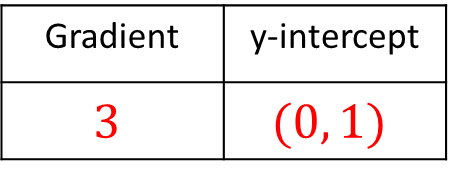 Gradient y-intercept
3 (0, 1)